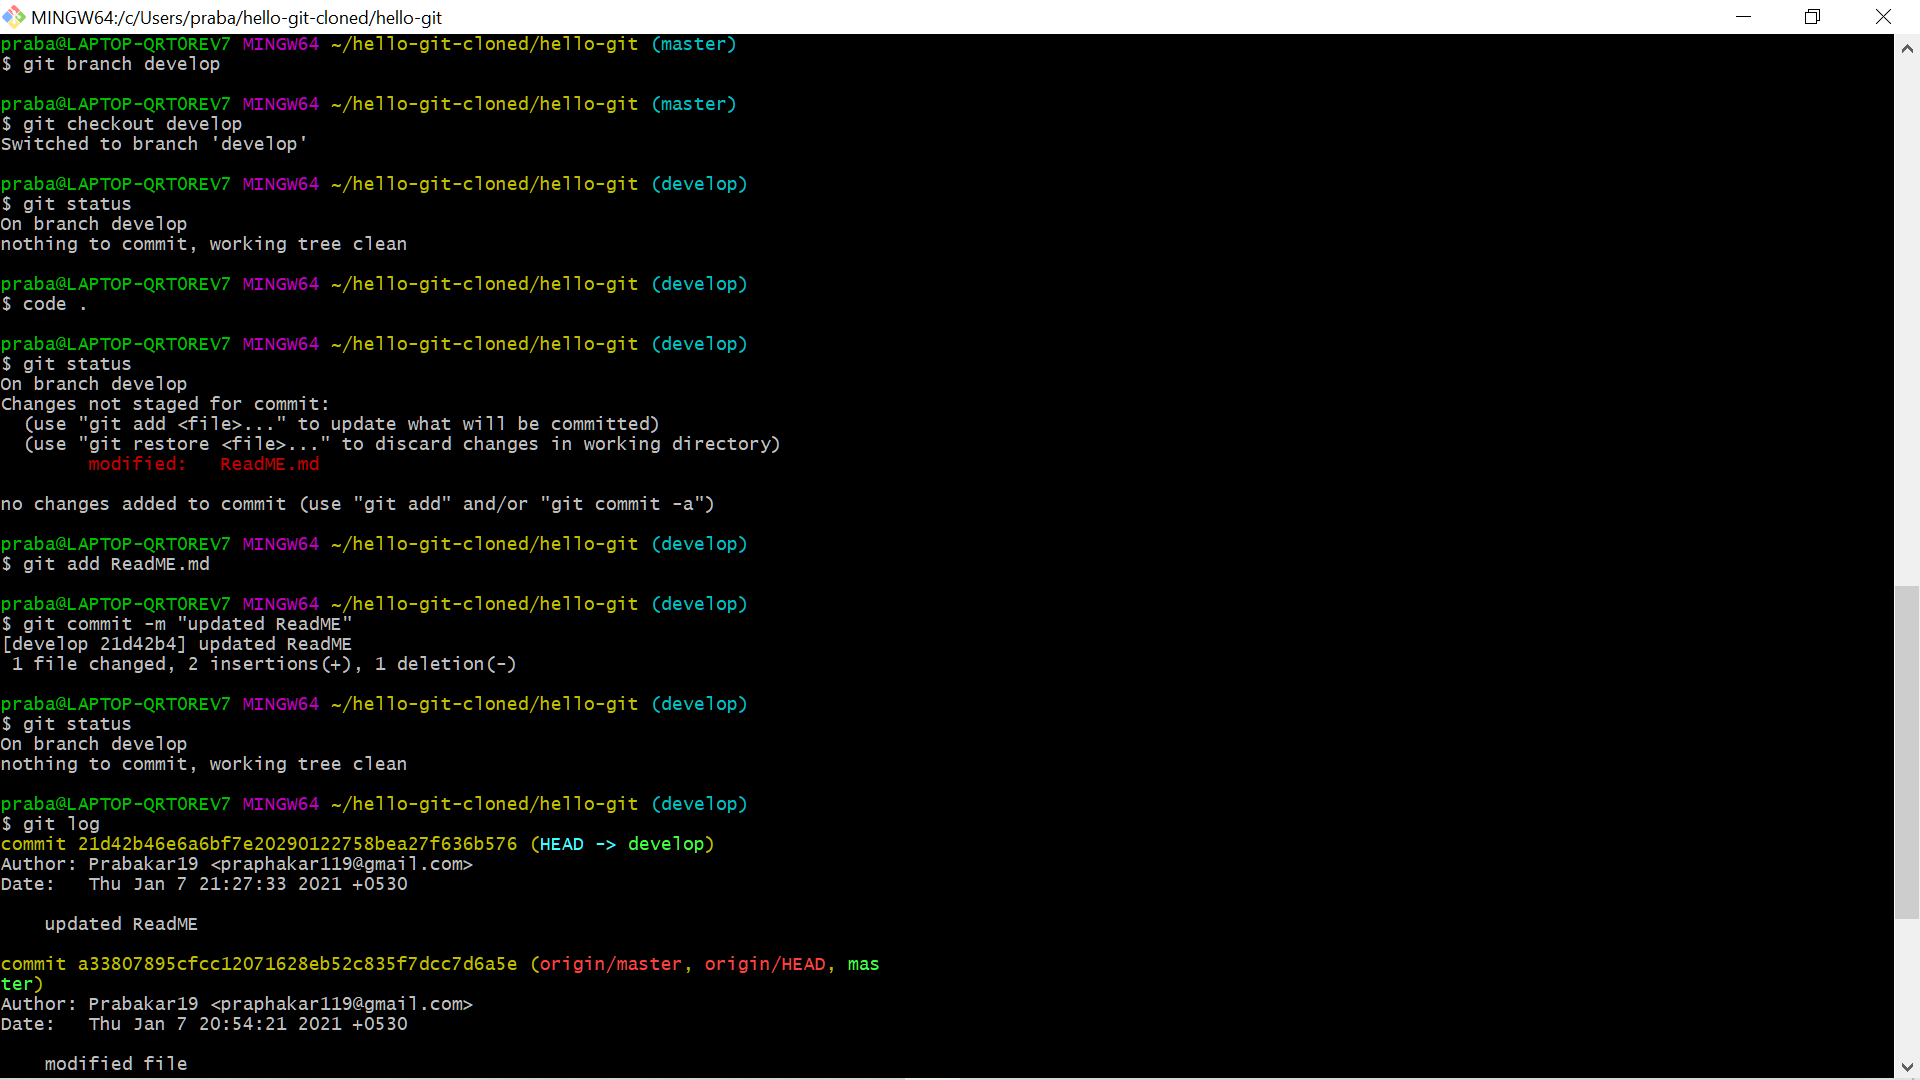 MINGW64:/c/Users/praba/hello-git-cloned/hello-git
praba@LAPTOP-QRT0REV7 MINGW64 ~/hello-git-cloned/hello-git (master)
$ git branch develop
praba@LAPTOP-QRT0REV7 MINGW64 ~/hello-git-cloned/hello-git (master)
$ git checkout develop
Switched to branch 'develop'
praba@LAPTOP-QRT0REV7 MINGW64 ~/hello-git-cloned/hello-git (develop)
$ git status
On branch develop
nothing to commit, working tree clean
praba@LAPTOP-QRT0REV7 MINGW64 ~/hello-git-cloned/hello-git (develop)
$ code .
praba@LAPTOP-QRT0REV7 MINGW64 ~/hello-git-cloned/hello-git (develop)
$ git status
On branch develop
Changes not staged for commit:
  (use "git add <file>..." to update what will be committed)
  (use "git restore <file>..." to discard changes in working directory)
        modified:   ReadME.md
no changes added to commit (use "git add" and/or "git commit -a")
praba@LAPTOP-QRT0REV7 MINGW64 ~/hello-git-cloned/hello-git (develop)
$ git add ReadME.md
praba@LAPTOP-QRT0REV7 MINGW64 ~/hello-git-cloned/hello-git (develop)
$ git commit -m "updated ReadME"
[develop 21d42b4] updated ReadME
 1 file changed, 2 insertions(+), 1 deletion(-)
praba@LAPTOP-QRT0REV7 MINGW64 ~/hello-git-cloned/hello-git (develop)
$ git status
On branch develop
nothing to commit, working tree clean
praba@LAPTOP-QRT0REV7 MINGW64 ~/hello-git-cloned/hello-git (develop)
$ git log
commit 21d42b46e6a6bf7e20290122758bea27f636b576 (HEAD -> develop)
Author: Prabakar19 <praphakar119@gmail.com>
Date:   Thu Jan 7 21:27:33 2021 +0530
    updated ReadME
commit a33807895cfcc12071628eb52c835f7dcc7d6a5e (origin/master, origin/HEAD, mas
ter)
Author: Prabakar19 <praphakar119@gmail.com>
Date:   Thu Jan 7 20:54:21 2021 +0530
    modified file